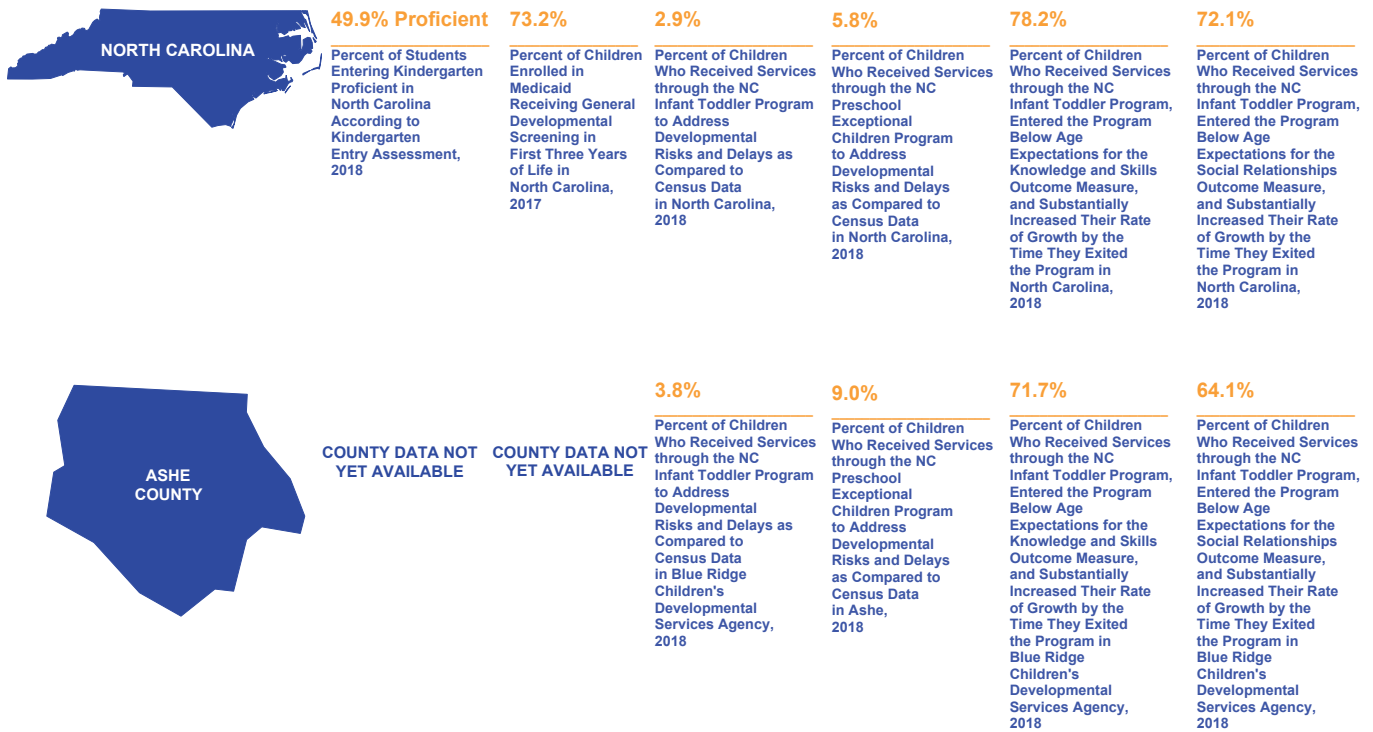 NORTH CAROLINA
49.9% Proficient
Percent of Students
Entering Kindergarten
Proficient in
North Carolina
According to
Kindergarten
Entry Assessment,
2018
73.2%
Percent of Children
Enrolled in
Medicaid
Receiving General
Developmental
Screening in
First Three Years
of Life in
North Carolina,
2017
2.9%
Percent of Children
Who Received Services
through the NC
Infant Toddler Program
to Address
Developmental
Risks and Delays as
Compared to
Census Data
in North Carolina,
2018
5.8%
Percent of Children
Who Received Services
through the NC
Preschool
Exceptional
Children Program
to Address
Developmental
Risks and Delays
as Compared to
Census Data
in North Carolina,
2018
78.2%
Percent of Children
Who Received Services
through the NC
Infant Toddler Program,
Entered the Program
Below Age
Expectations for the
Knowledge and Skills
Outcome Measure,
and Substantially
Increased Their Rate
of Growth by the
Time They Exited
the Program in
North Carolina,
2018
72.1%
Percent of Children
Who Received Services
through the NC
Infant Toddler Program,
Entered the Program
Below Age
Expectations for the
Social Relationships
Outcome Measure,
and Substantially
Increased Their Rate
of Growth by the
Time They Exited
the Program in
North Carolina,
2018
ASHE
COUNTY
COUNTY DATA NOT
YET AVAILABLE
COUNTY DATA NOT
YET AVAILABLE
3.8%
Percent of Children
Who Received Services
through the NC
Infant Toddler Program
to Address
Developmental
Risks and Delays as
Compared to
Census Data
in Blue Ridge
Children's
Developmental
Services Agency,
2018
9.0%
Percent of Children
Who Received Services
through the NC
Preschool
Exceptional
Children Program
to Address
Developmental
Risks and Delays
as Compared to
Census Data
in Ashe,
2018
71.7%
Percent of Children
Who Received Services
through the NC
Infant Toddler Program,
Entered the Program
Below Age
Expectations for the
Knowledge and Skills
Outcome Measure,
and Substantially
Increased Their Rate
of Growth by the
Time They Exited
the Program in
Blue Ridge
Children's
Developmental
Services Agency,
2018
64.1%
Percent of Children
Who Received Services
through the NC
Infant Toddler Program,
Entered the Program
Below Age
Expectations for the
Social Relationships
Outcome Measure,
and Substantially
Increased Their Rate
of Growth by the
Time They Exited
the Program in
Blue Ridge
Children's
Developmental
Services Agency,
2018